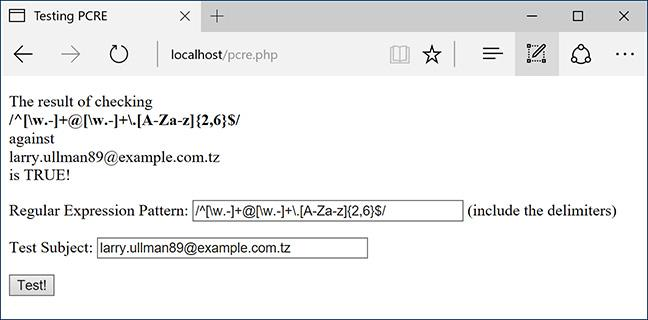 Testing PCRE
localhost/pcre.php
The result of checking
/^[\w.-]+@[\w.-]+\.[A-Za-z]{2,6}$/
against
larry.ullman89@example.com.tz
is TRUE!
Regular Expression Pattern: /^[\w.-]+@[\w.-]+\.[A-Za-z]{2,6}$/ (include the delimiters)
Test Subject: larry.ullman89@example.com.tz
Test!